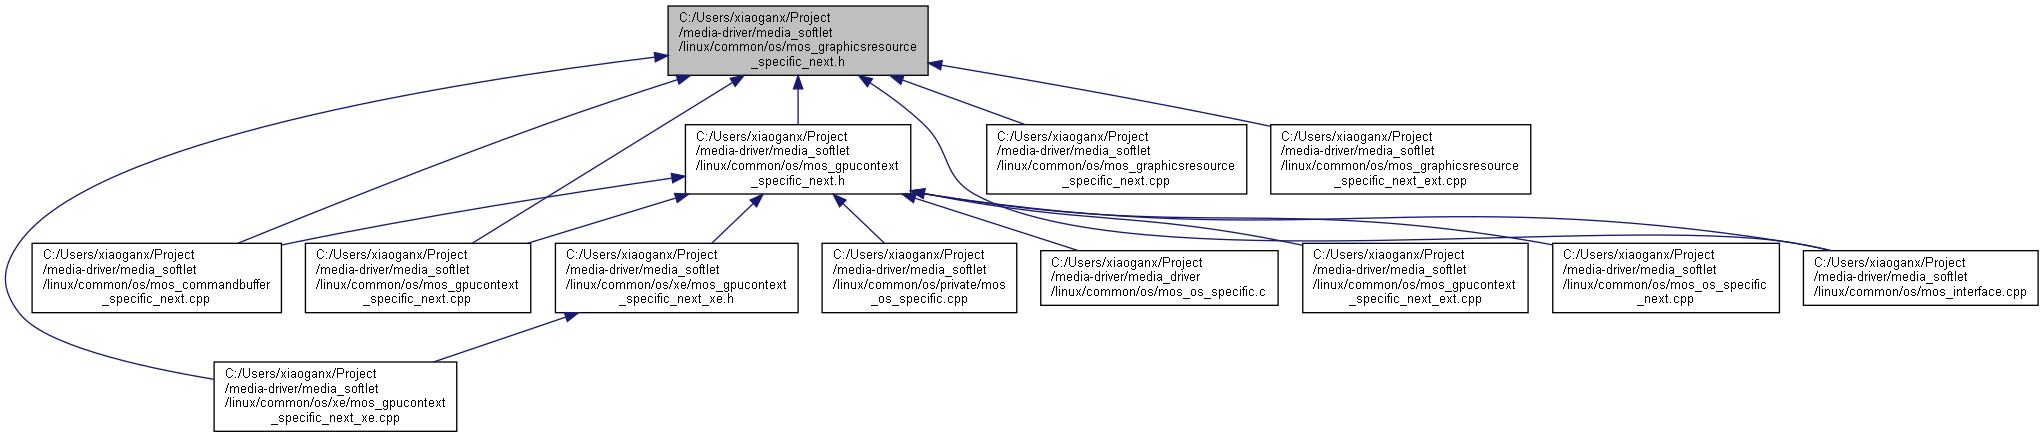 C:/Users/xiaoganx/Project
/media-driver/media_softlet
/linux/common/os/mos_graphicsresource
_specific_next.h
C:/Users/xiaoganx/Project
/media-driver/media_softlet
/linux/common/os/mos_gpucontext
_specific_next.h
C:/Users/xiaoganx/Project
/media-driver/media_softlet
/linux/common/os/mos_graphicsresource
_specific_next.cpp
C:/Users/xiaoganx/Project
/media-driver/media_softlet
/linux/common/os/mos_graphicsresource
_specific_next_ext.cpp
C:/Users/xiaoganx/Project
/media-driver/media_softlet
/linux/common/os/mos_commandbuffer
_specific_next.cpp
C:/Users/xiaoganx/Project
/media-driver/media_softlet
/linux/common/os/mos_gpucontext
_specific_next.cpp
C:/Users/xiaoganx/Project
/media-driver/media_softlet
/linux/common/os/xe/mos_gpucontext
_specific_next_xe.h
C:/Users/xiaoganx/Project
/media-driver/media_softlet
/linux/common/os/private/mos
_os_specific.cpp
C:/Users/xiaoganx/Project
/media-driver/media_driver
/linux/common/os/mos_os_specific.c
C:/Users/xiaoganx/Project
/media-driver/media_softlet
/linux/common/os/mos_gpucontext
_specific_next_ext.cpp
C:/Users/xiaoganx/Project
/media-driver/media_softlet
/linux/common/os/mos_os_specific
_next.cpp
C:/Users/xiaoganx/Project
/media-driver/media_softlet
/linux/common/os/mos_interface.cpp
C:/Users/xiaoganx/Project
/media-driver/media_softlet
/linux/common/os/xe/mos_gpucontext
_specific_next_xe.cpp